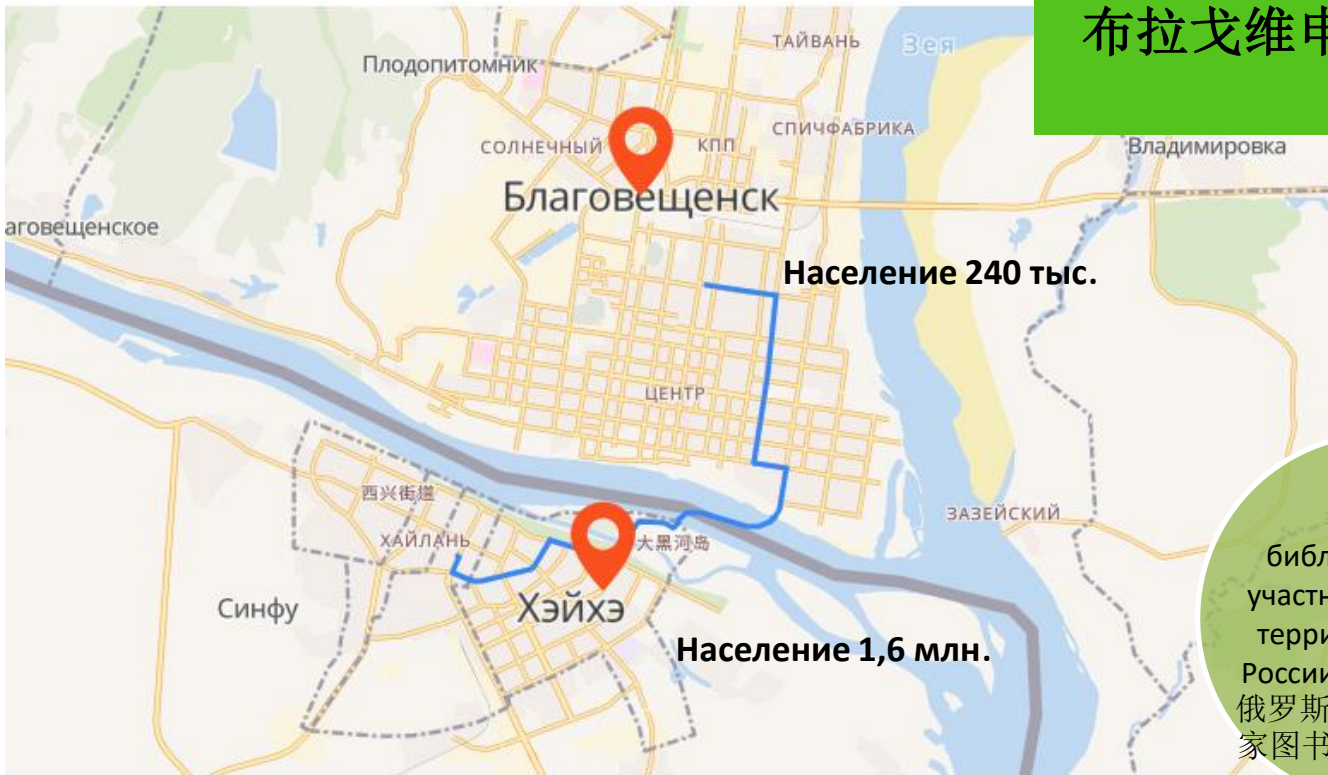 布拉戈维申
ТАЙВАНЬ
Зея
Плодопитомник
СПИЧФАБРИКА
СОЛНЕЧНЫЙ
КПП
Владимировка
Благовещенск
аговещенское
Население 240 тыс.
ЦЕНТР
西兴街道
ЗАЗЕЙСКИЙ
ХАЙЛАНЬ
大黑河岛
Синфу
Хэйхэ
Население 1,6 млн.
библ
участн
терри
России
俄罗斯
家图书